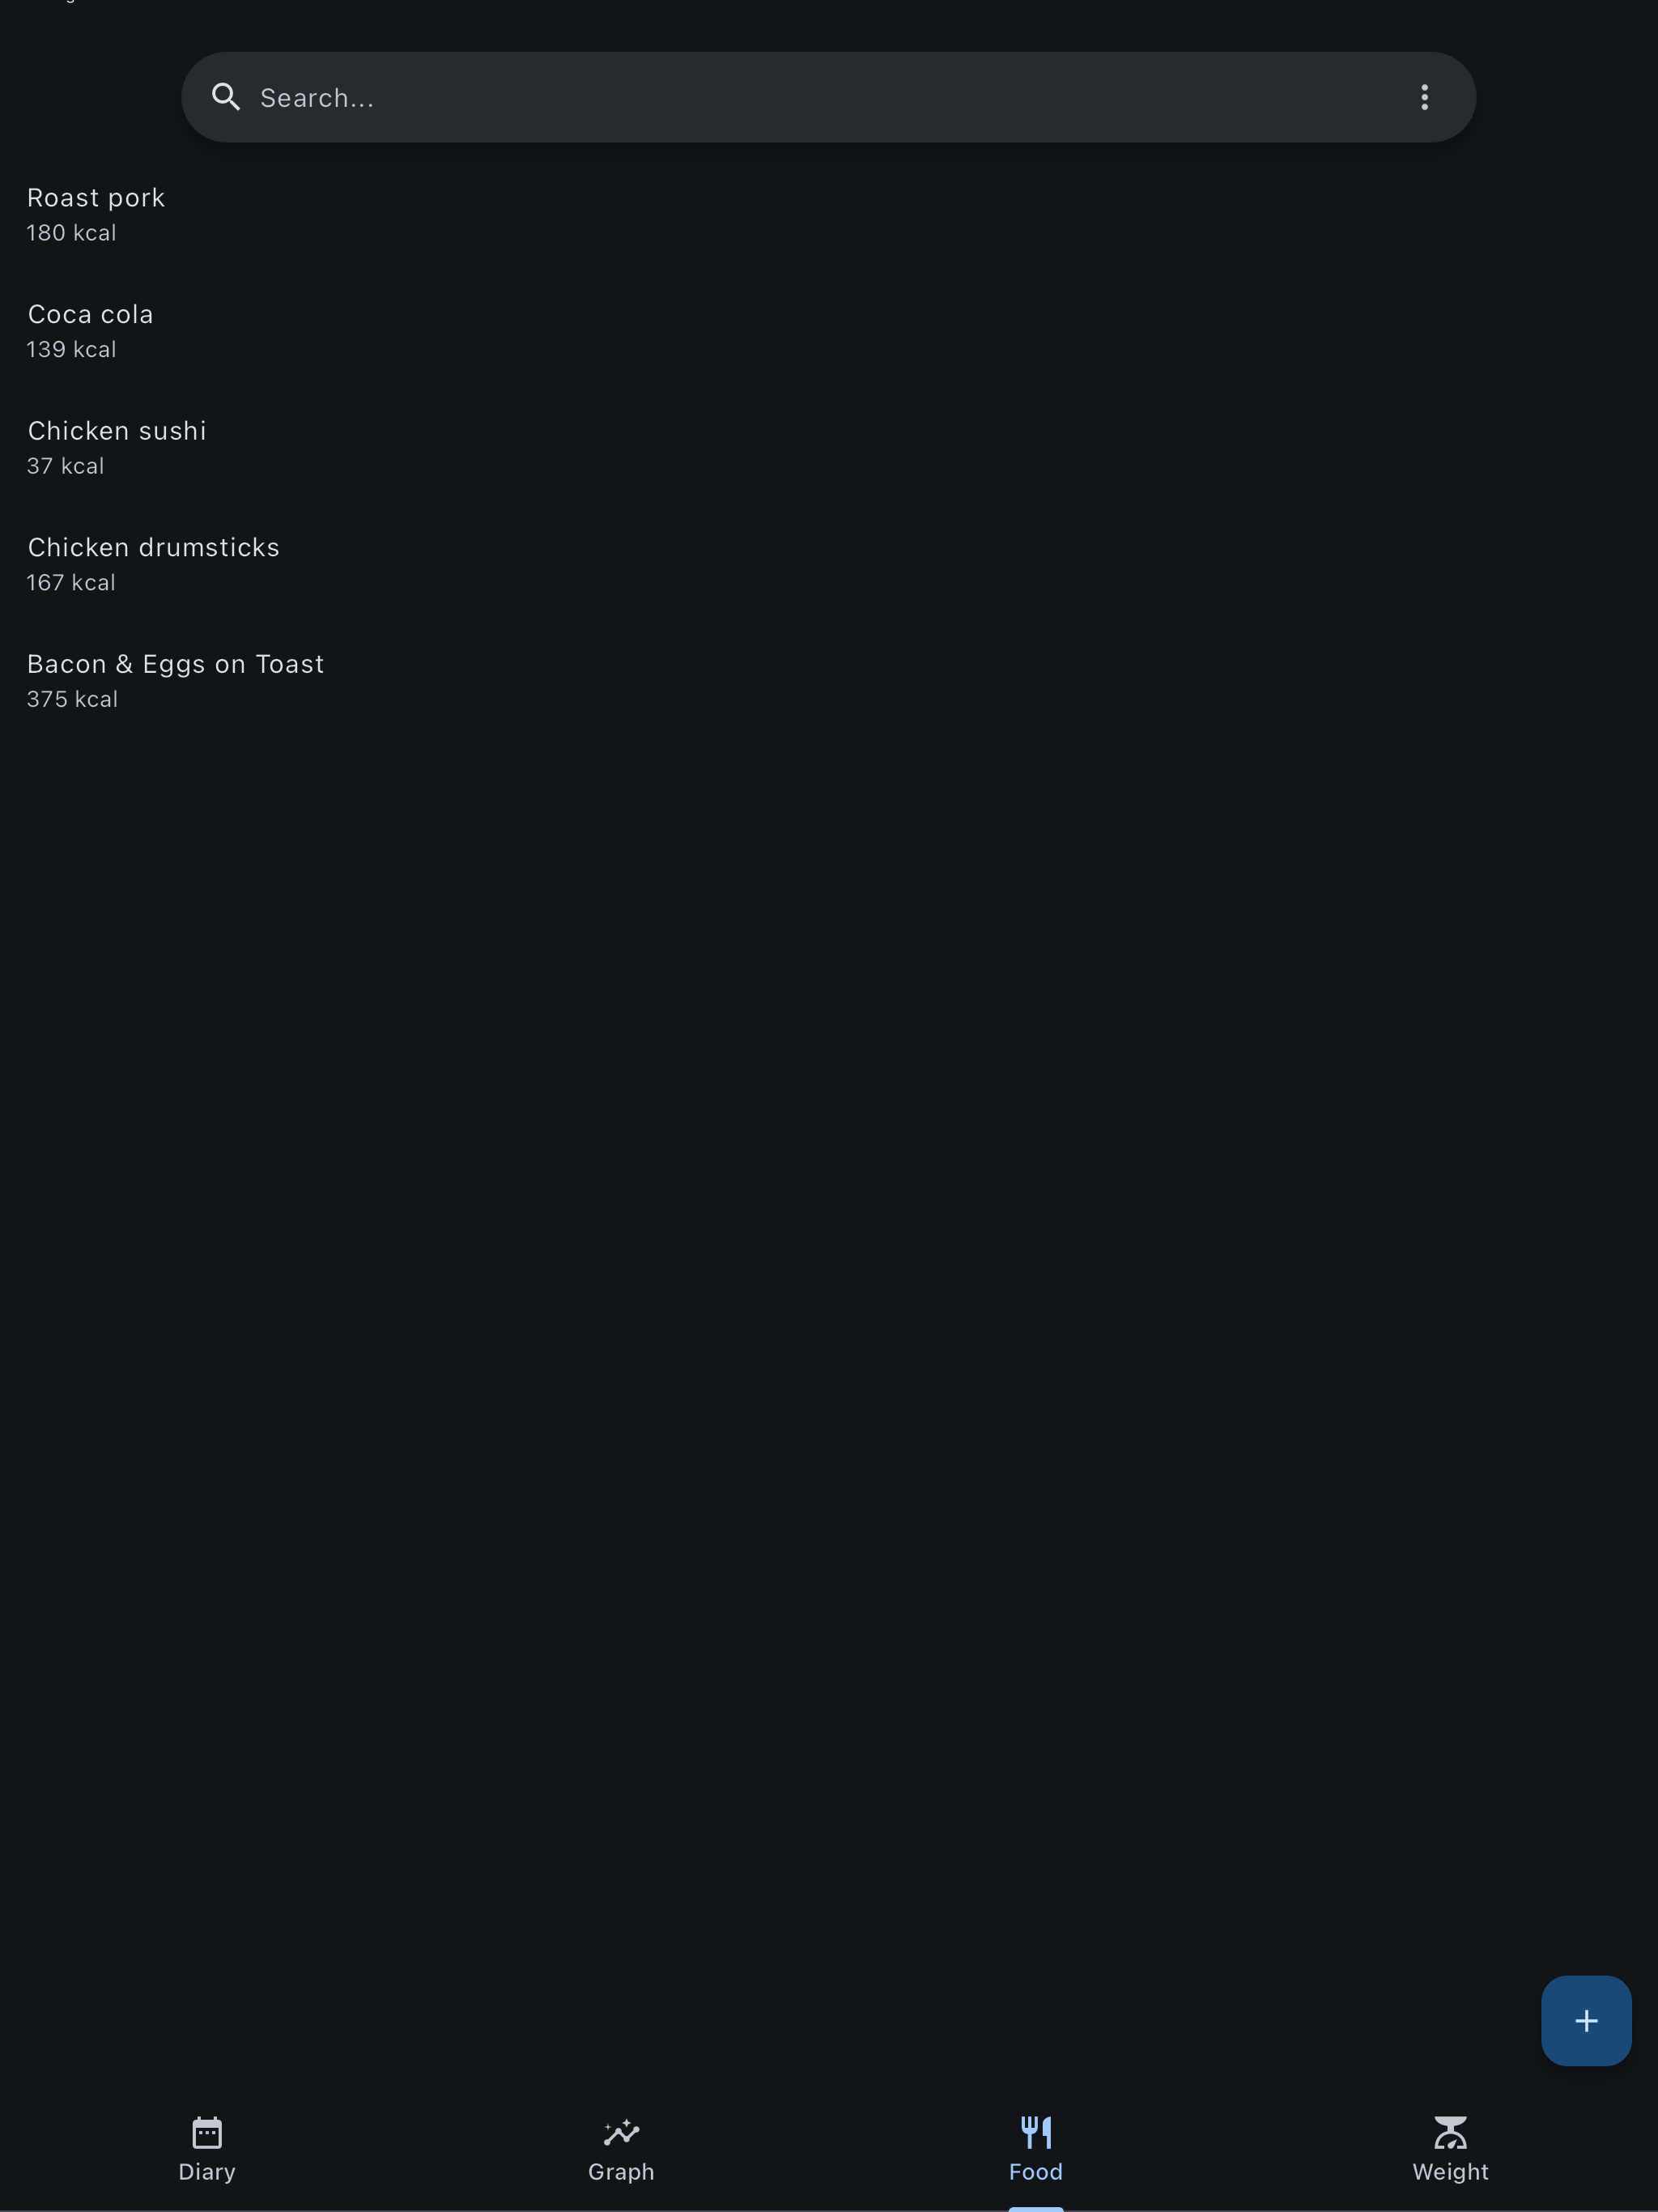 Search...
Roast pork
180 kcal
Coca cola
139 kcal
Chicken sushi
37 kcal
Chicken drumsticks
167 kcal
Bacon & Eggs on Toast
375 kcal
Diary
Graph
Food
Weight